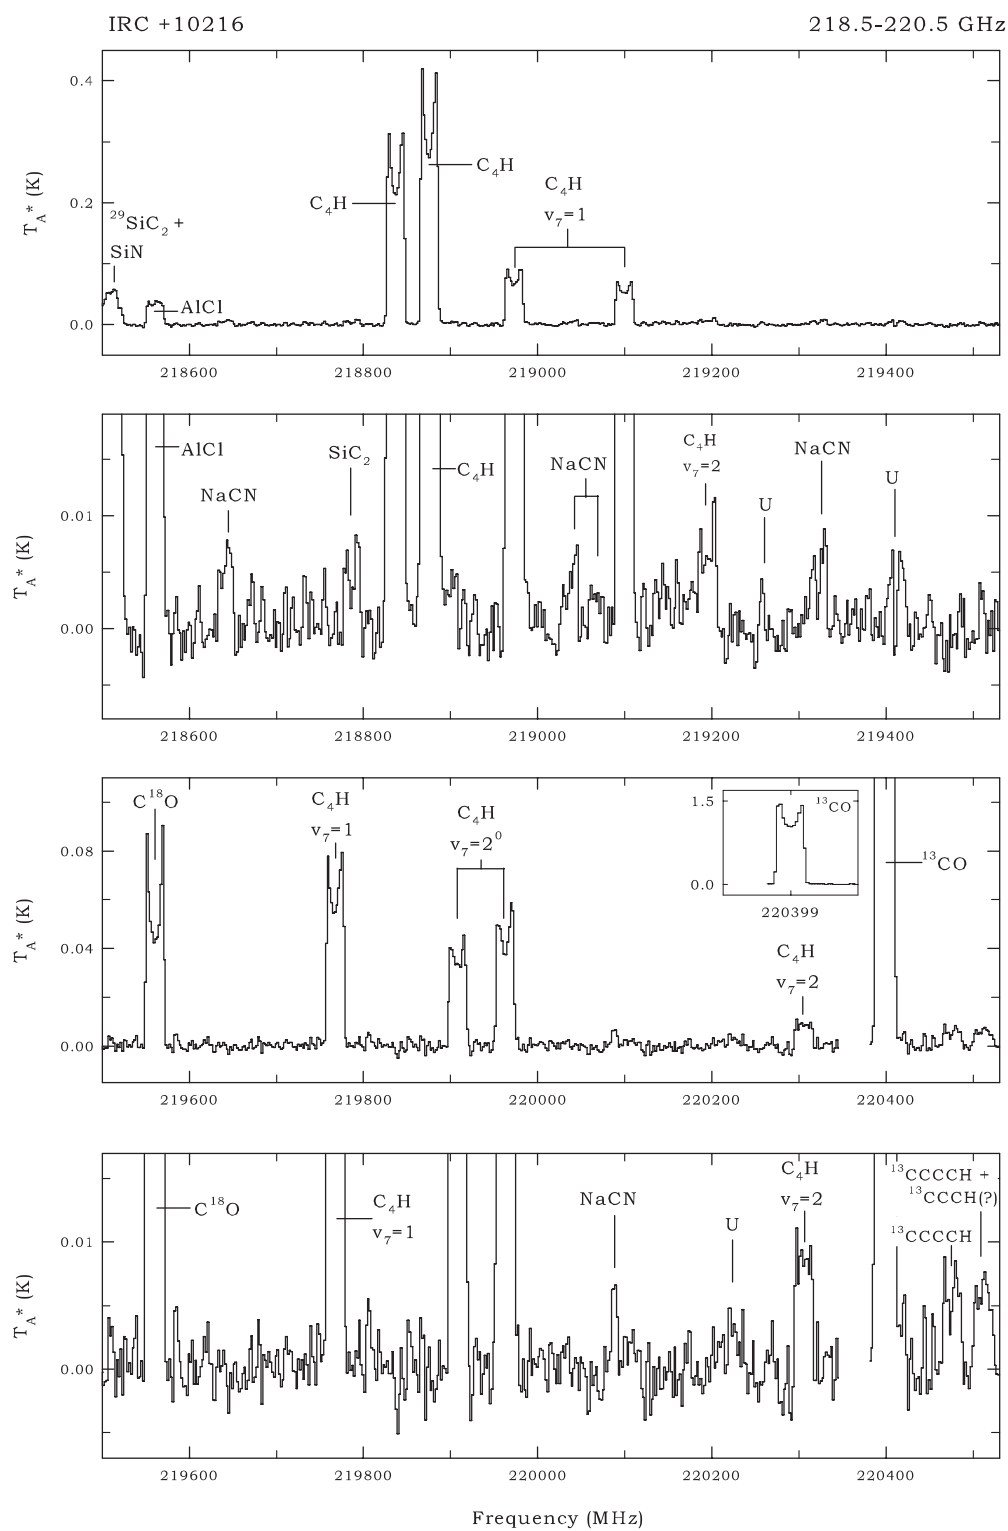 IRC +10216 218.5-220.5 GHz
0.4
0.2
0.0
T_A* (K)
²⁹SiC₂ +
SiN
AlCl
C₄H
C₄H
C₄H
v₇=1
218600 218800 219000 219200 219400
0.01
0.00
T_A* (K)
AlCl
NaCN
SiC₂
C₄H
NaCN
C₄H
v₇=2
U
NaCN
U
218600 218800 219000 219200 219400
0.08
0.04
0.00
T_A* (K)
C¹⁸O
C₄H
v₇=1
C₄H
v₇=2⁰
1.5
0.0
¹³CO
220399
C₄H
v₇=2
¹³CO
219600 219800 220000 220200 220400
0.01
0.00
T_A* (K)
C¹⁸O
C₄H
v₇=1
NaCN
U
C₄H
v₇=2
¹³CCCCH +
¹³CCCH(?)
¹³CCCCH
219600 219800 220000 220200 220400
Frequency (MHz)